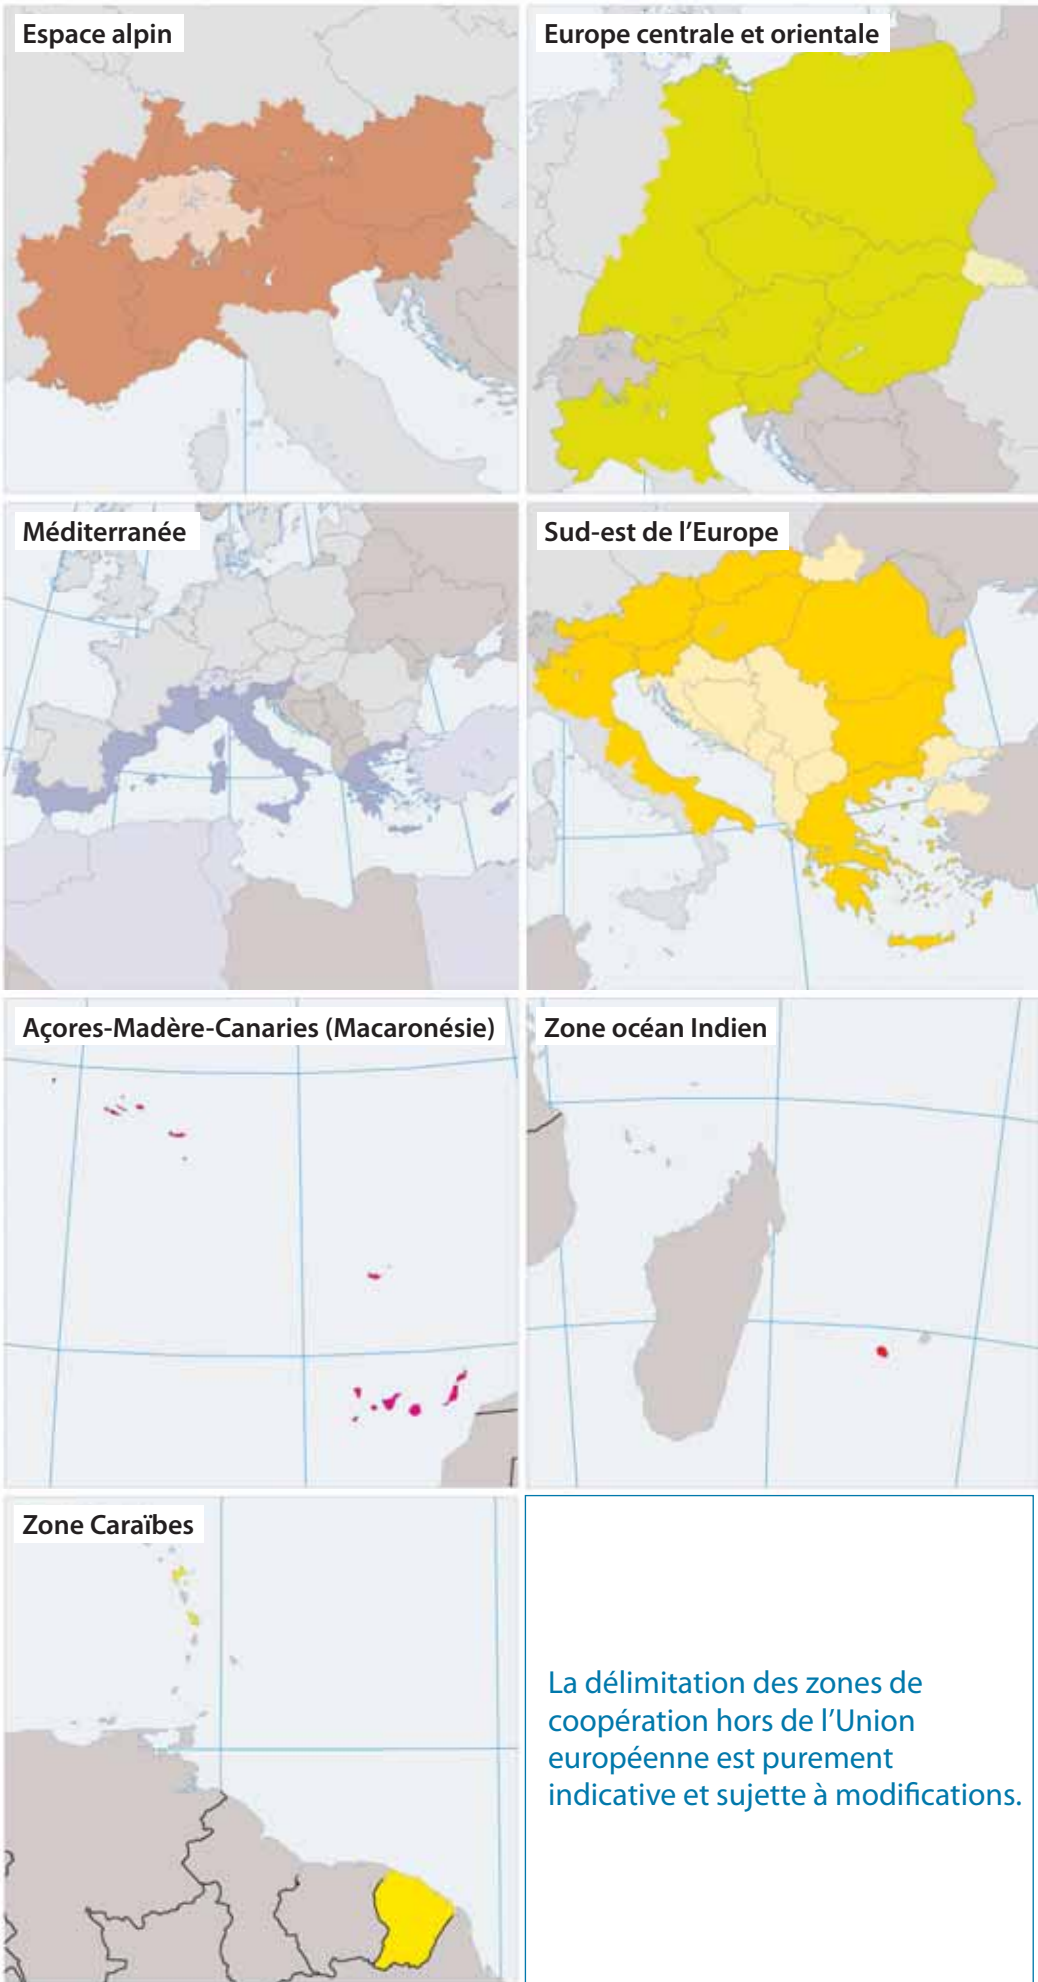 Espace alpin
Europe centrale et orientale
Méditerranée
Sud-est de l'Europe
Açores-Madère-Canaries (Macaronésie)
Zone océan Indien
Zone Caraïbes
La délimitation des zones de
coopération hors de l'Union
européenne est purement
indicative et sujette à modifications.